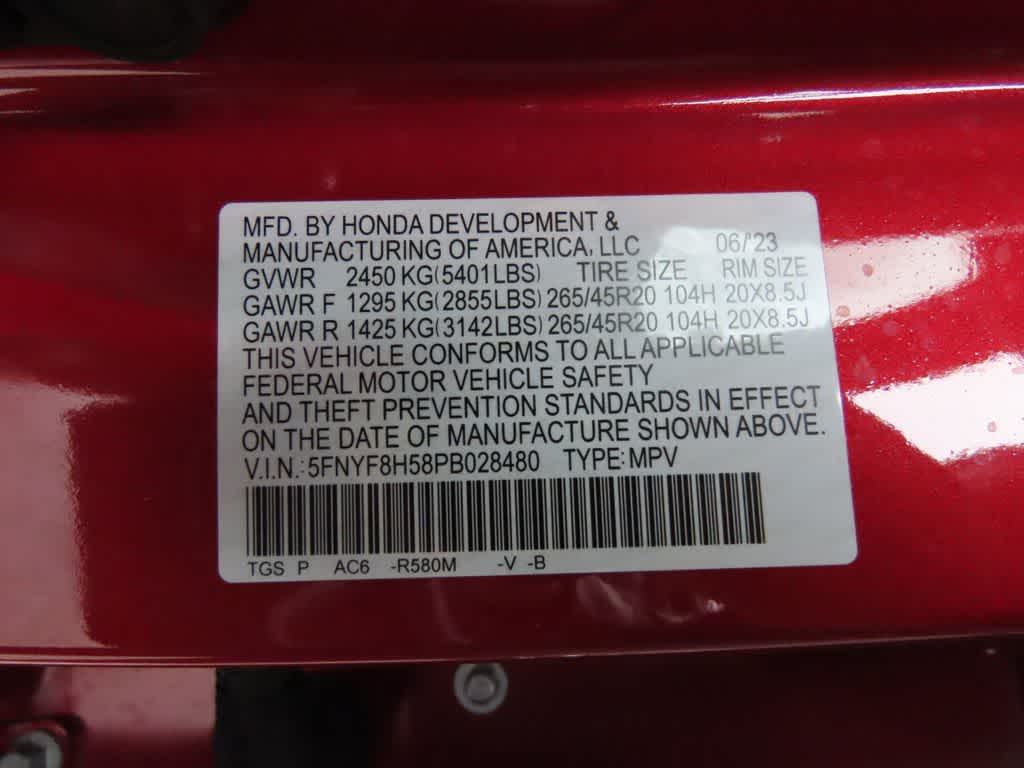 MFD. BY HONDA DEVELOPMENT &
MANUFACTURING OF AMERICA, LLC 06/'23
GVWR 2450 KG(5401LBS) TIRE SIZE RIM SIZE
GAWR F 1295 KG(2855LBS) 265/45R20 104H 20X8.5J
GAWR R 1425 KG(3142LBS) 265/45R20 104H 20X8.5J
THIS VEHICLE CONFORMS TO ALL APPLICABLE
FEDERAL MOTOR VEHICLE SAFETY
AND THEFT PREVENTION STANDARDS IN EFFECT
ON THE DATE OF MANUFACTURE SHOWN ABOVE.
V.I.N.: 5FNYF8H58PB028480 TYPE: MPV
TGS P AC6 -R580M -V -B